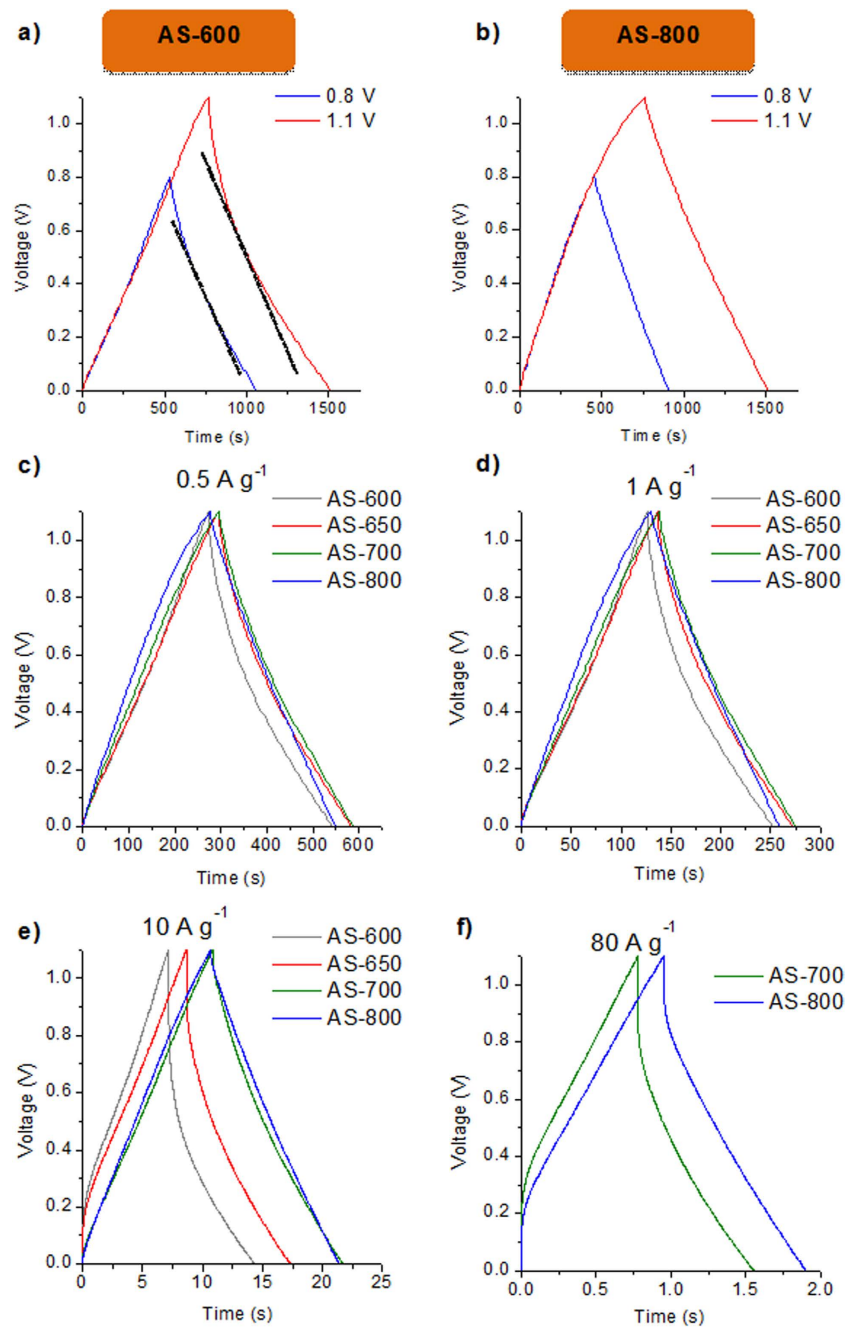 a)
AS-600
0.8 V
1.1 V
1.0
0.8
0.6
0.4
0.2
0.0
Voltage (V)
0
500
1000
1500
Time (s)
b)
AS-800
0.8 V
1.1 V
1.0
0.8
0.6
0.4
0.2
0.0
Voltage (V)
0
500
1000
1500
Time (s)
c)
0.5 A g⁻¹
AS-600
AS-650
AS-700
AS-800
1.0
0.8
0.6
0.4
0.2
0.0
Voltage (V)
0
100
200
300
400
500
600
Time (s)
d)
1 A g⁻¹
AS-600
AS-650
AS-700
AS-800
1.0
0.8
0.6
0.4
0.2
0.0
Voltage (V)
0
50
100
150
200
250
300
Time (s)
e)
10 A g⁻¹
AS-600
AS-650
AS-700
AS-800
1.0
0.8
0.6
0.4
0.2
0.0
Voltage (V)
0
5
10
15
20
25
Time (s)
f)
80 A g⁻¹
AS-700
AS-800
1.0
0.8
0.6
0.4
0.2
0.0
Voltage (V)
0.0
0.5
1.0
1.5
2.0
Time (s)